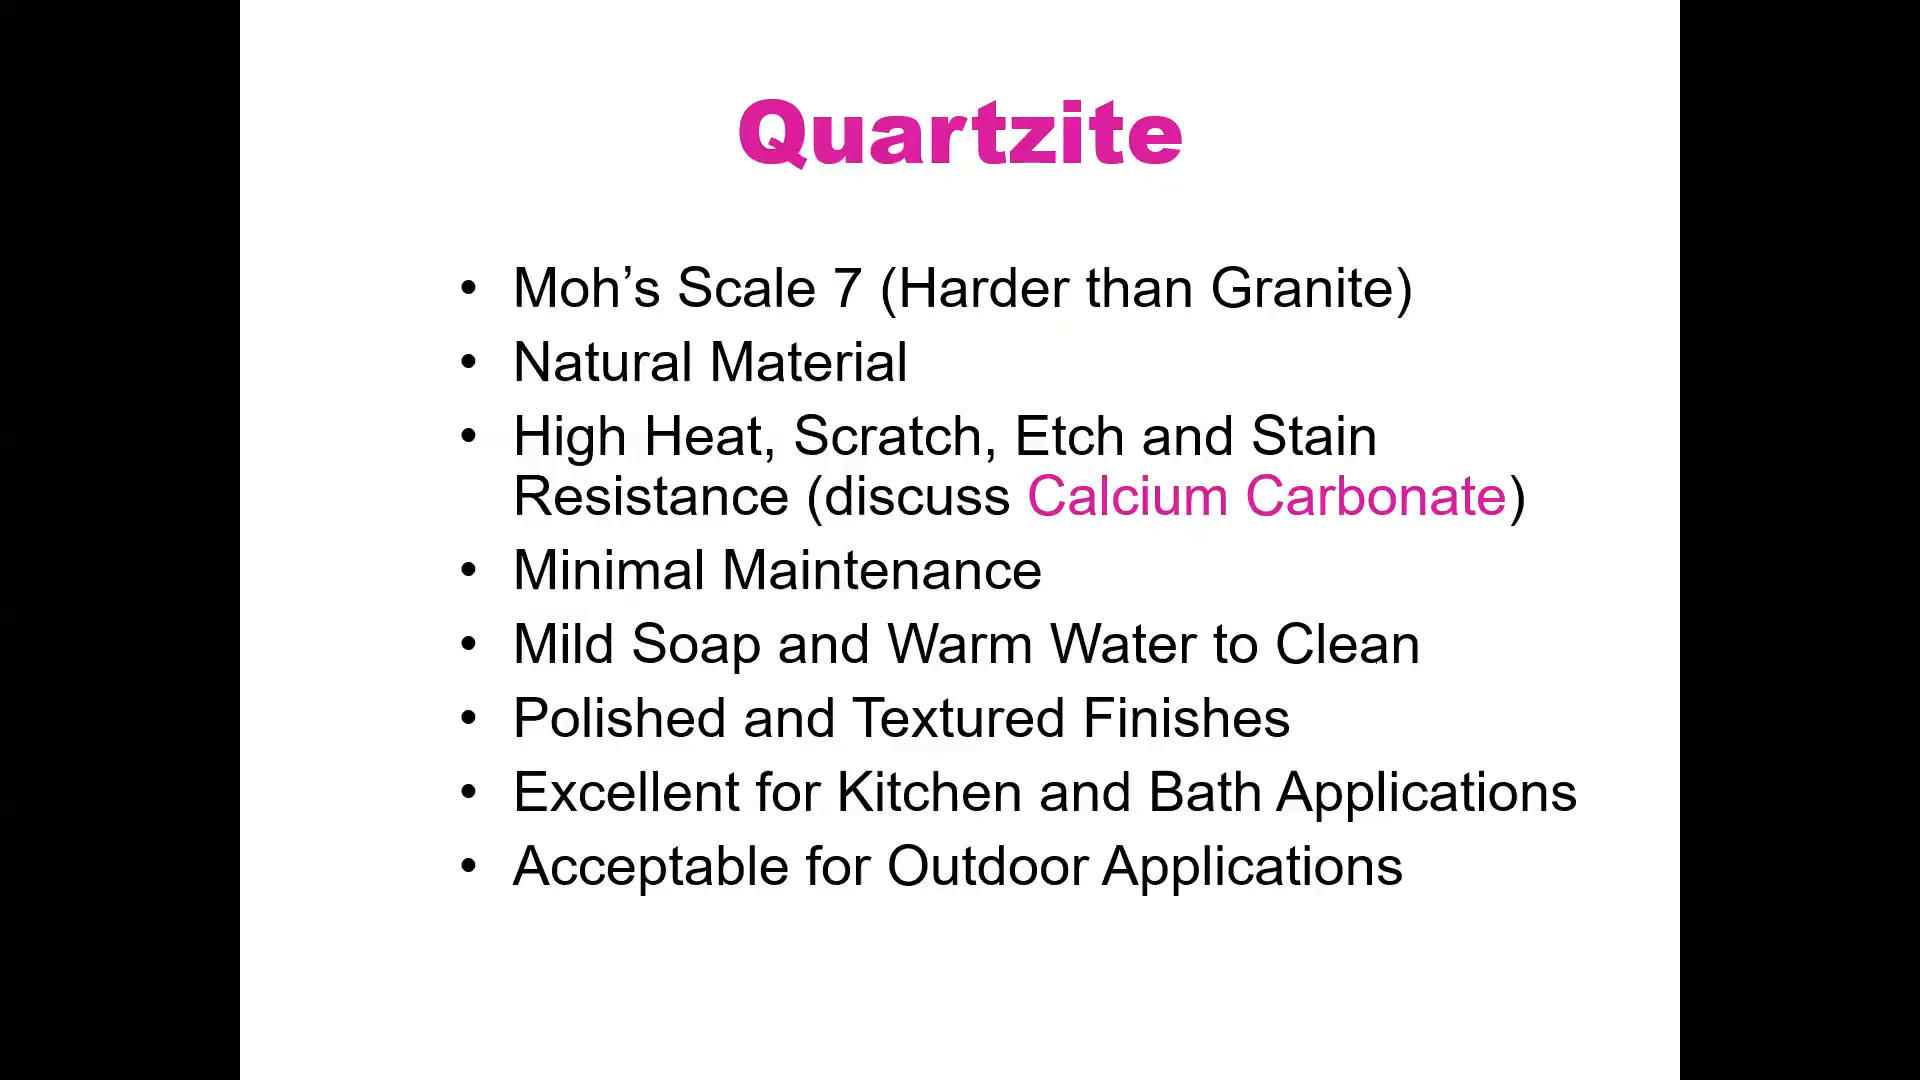 Quartzite
• Moh’s Scale 7 (Harder than Granite)
• Natural Material
• High Heat, Scratch, Etch and Stain
Resistance (discuss Calcium Carbonate)
• Minimal Maintenance
• Mild Soap and Warm Water to Clean
• Polished and Textured Finishes
• Excellent for Kitchen and Bath Applications
• Acceptable for Outdoor Applications